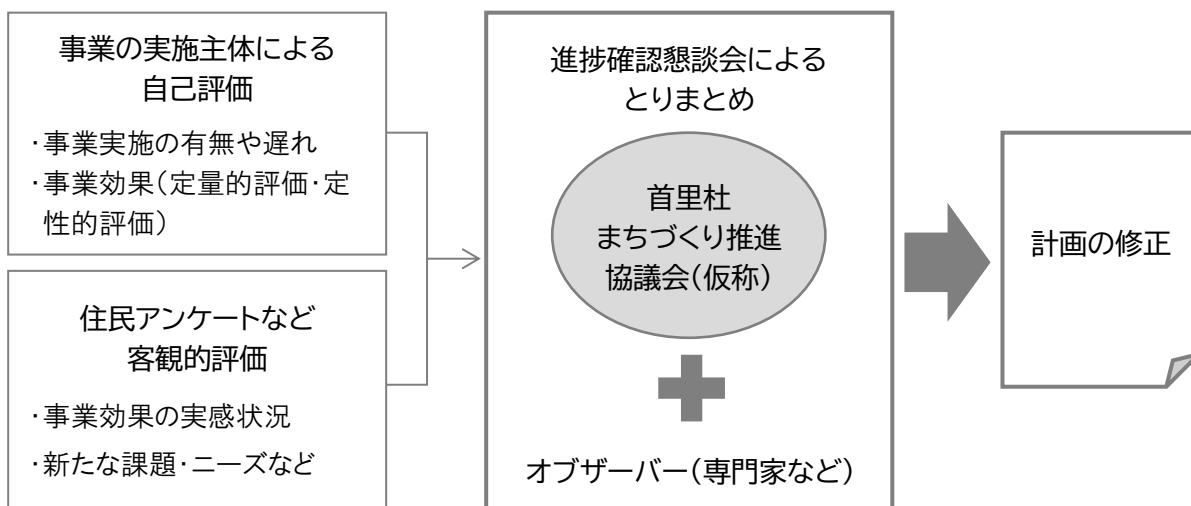 事業の実施主体による
自己評価
・事業実施の有無や遅れ
・事業効果(定量的評価・定
性的評価)
住民アンケートなど
客観的評価
・事業効果の実感状況
・新たな課題・ニーズなど
進捗確認懇談会による
とりまとめ
首里杜
まちづくり推進
協議会(仮称)
オブザーバー(専門家など)
計画の修正